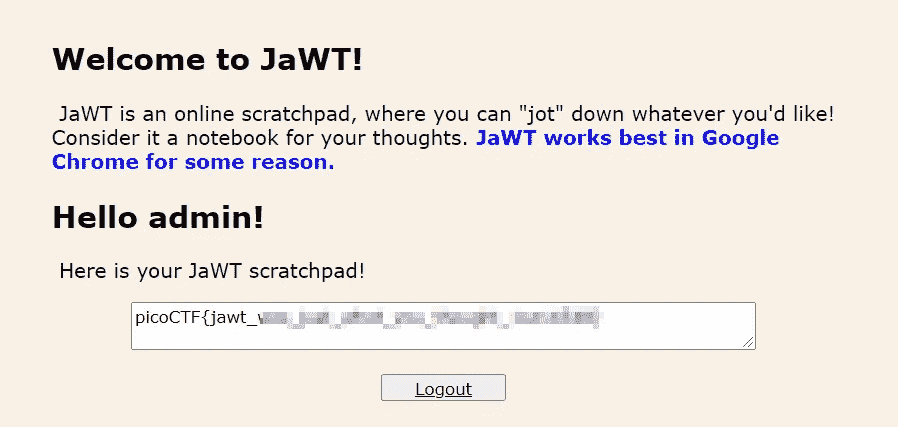 Welcome to JaWT!
JaWT is an online scratchpad, where you can "jot" down whatever you'd like!
Consider it a notebook for your thoughts. JaWT works best in Google
Chrome for some reason.
Hello admin!
Here is your JaWT scratchpad!
picoCTF{jawt_
Logout